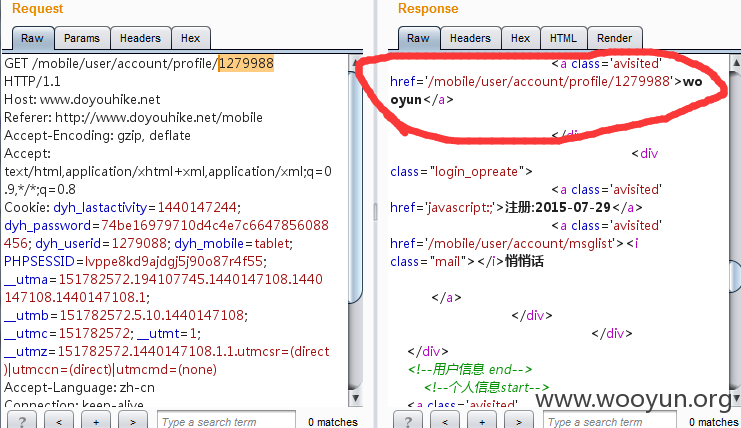 Request
Response
Raw Params Headers Hex
Raw Headers Hex HTML Render
GET /mobile/user/account/profile/1279988
HTTP/1.1
Host: www.doyouhike.net
Referer: http://www.doyouhike.net/mobile
Accept-Encoding: gzip, deflate
Accept:
text/html,application/xhtml+xml,application/xml;q=0
.9,*/*;q=0.8
Cookie: dyh_lastactivity=1440147244;
dyh_password=74be16979710d4c4e7c6647856088
456; dyh_userid=1279088; dyh_mobile=tablet;
PHPSESSID=lvppe8kd9ajdgj5j90o87r4f55;
__utma=151782572.194107745.1440147108.1440
147108.1440147108.1;
__utmb=151782572.5.10.1440147108;
__utmc=151782572; __utmt=1;
__utmz=151782572.1440147108.1.1.utmcsr=(direct
)|utmccn=(direct)|utmcmd=(none)
Accept-Language: zh-cn
Connection: keep-alive
<a class='avisited'
href='/mobile/user/account/profile/1279988'>wo
oyun</a>
</div>
<div
class="login_opreate">
<a class='avisited'
href='javascript:;'>注册:2015-07-29</a>
<a class='avisited'
href='/mobile/user/account/msglist'><i
class="mail"></i>悄悄话
</a>
</div>
</div>
</div>
<!--用户信息 end-->
<!--个人信息start-->
<a class='avisited'
www.wooyun.org
? < + > Type a search term 0 matches
? < + > Type a search term 0 matches